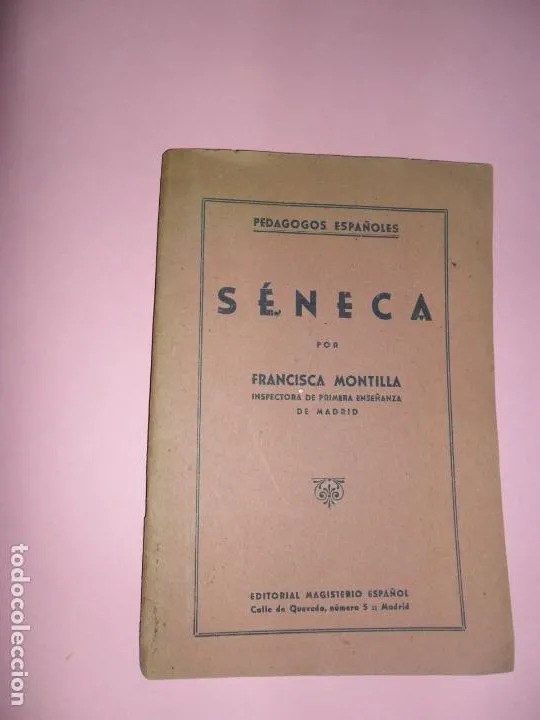 PEDAGOGOS ESPAÑOLES
SÉNECA
POR
FRANCISCA MONTILLA
INSPECTORA DE PRIMERA ENSEÑANZA
DE MADRID
EDITORIAL MAGISTERIO ESPAÑOL
Calle de Quevedo, número 5 :: Madrid
todocoleccion